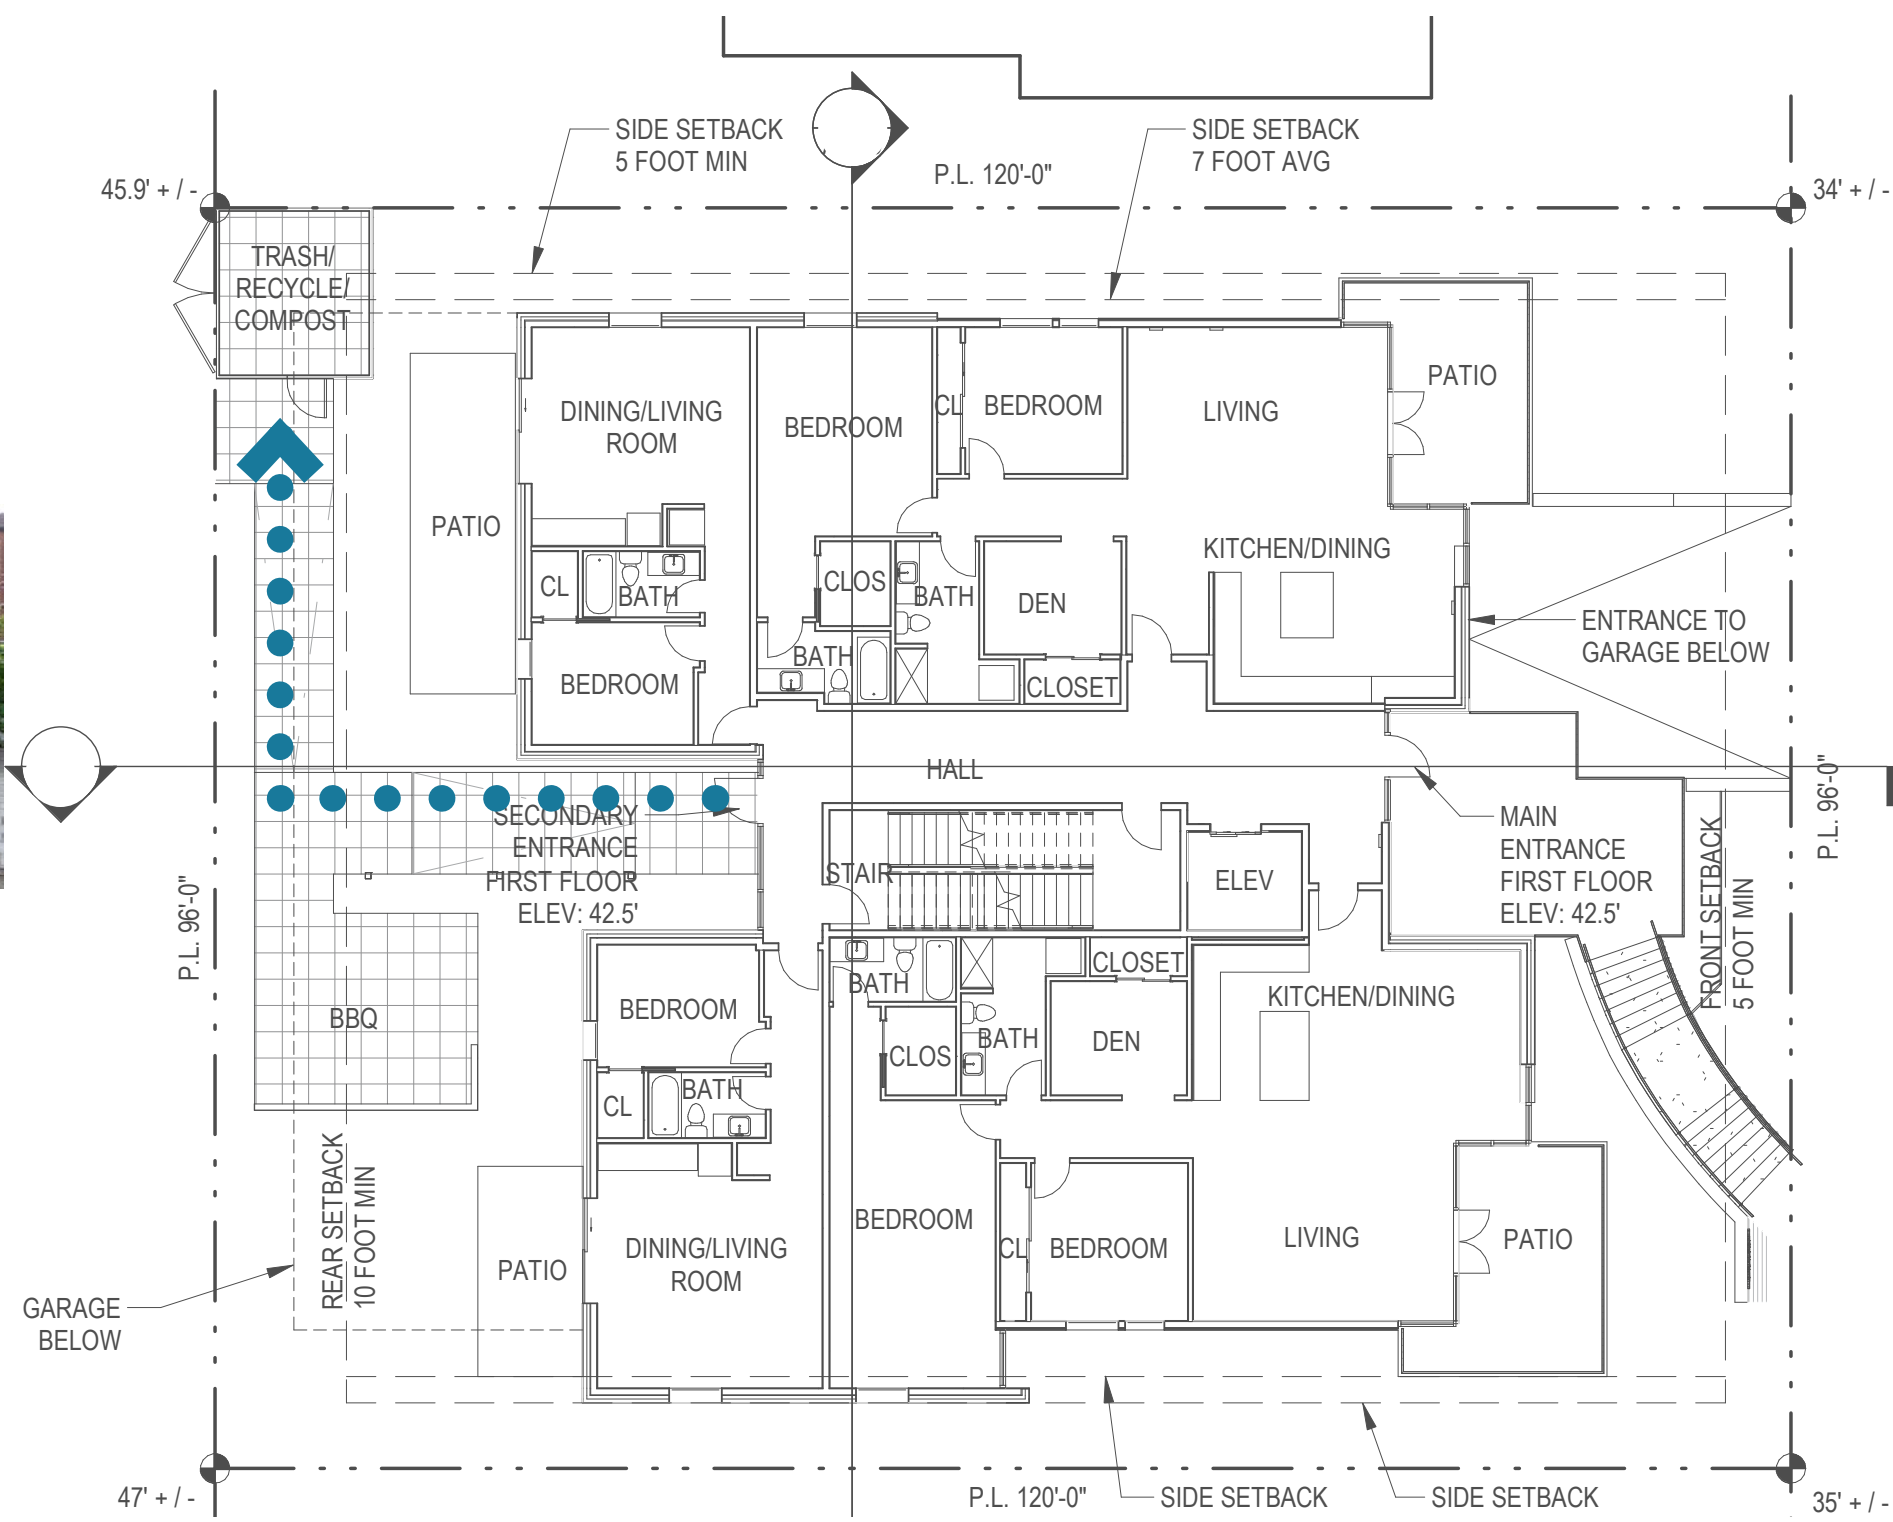 SIDE SETBACK
5 FOOT MIN
SIDE SETBACK
7 FOOT AVG
P.L. 120'-0"
45.9' + / -
34' + / -
TRASH/
RECYCLE/
COMPOST
PATIO
DINING/LIVING
ROOM
BEDROOM
CL
BEDROOM
LIVING
PATIO
PATIO
KITCHEN/DINING
CL
BATH
CLOS
BATH
DEN
ENTRANCE TO
GARAGE BELOW
BEDROOM
BATH
CLOSET
HALL
P.L. 96'-0"
SECONDARY
ENTRANCE
FIRST FLOOR
ELEV: 42.5'
STAIR
ELEV
MAIN
ENTRANCE
FIRST FLOOR
ELEV: 42.5'
FRONT SETBACK
5 FOOT MIN
P.L. 96'-0"
BBQ
BEDROOM
BATH
CLOSET
KITCHEN/DINING
CLOS
BATH
DEN
CL
BATH
REAR SETBACK
10 FOOT MIN
PATIO
DINING/LIVING
ROOM
BEDROOM
CL
BEDROOM
LIVING
PATIO
GARAGE
BELOW
47' + / -
P.L. 120'-0"
SIDE SETBACK
SIDE SETBACK
35' + / -